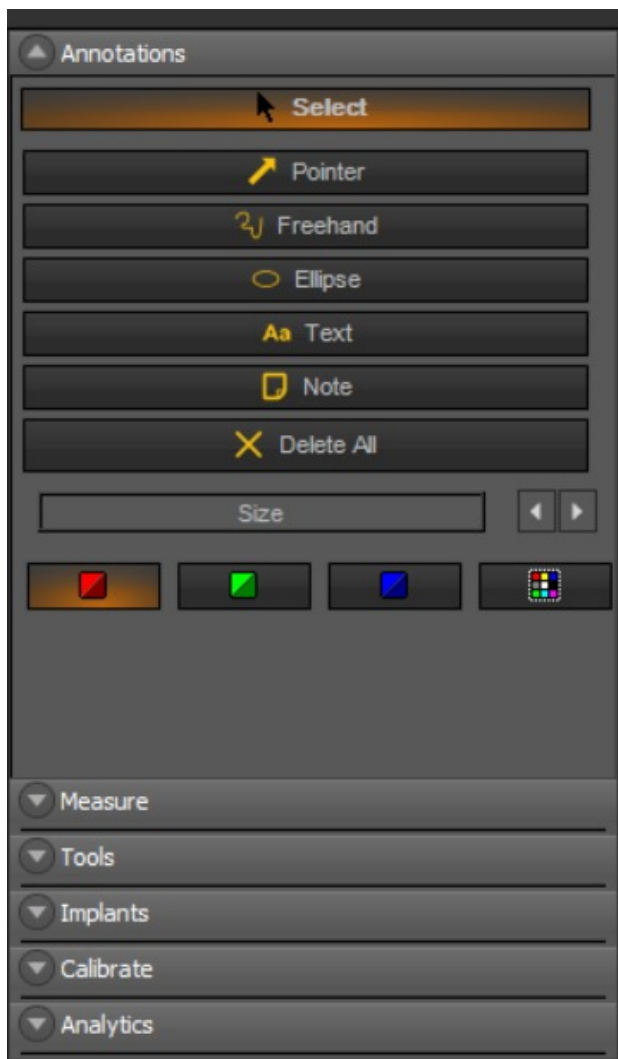 Annotations
Select
Pointer
Freehand
Ellipse
Aa Text
Note
Delete All
Size
Measure
Tools
Implants
Calibrate
Analytics